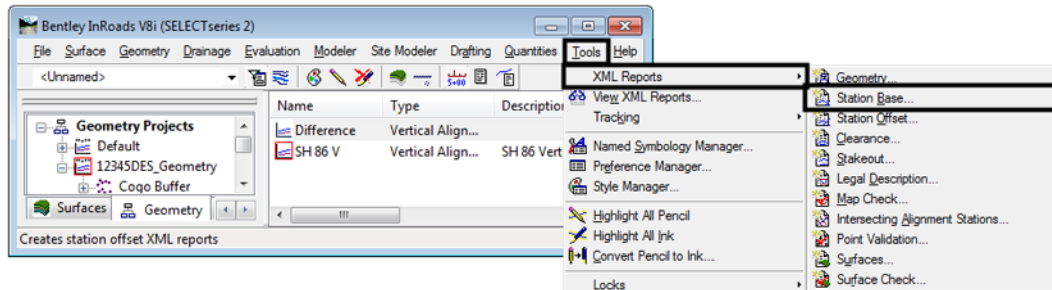 Bentley InRoads V8i (SELECTseries 2)
File Surface Geometry Drainage Evaluation Modeler Site Modeler Drafting Quantities Tools Help
<Unnamed>
Name Type Description
Geometry Projects
Default
12345DES_Geometry
Cogo Buffer
Difference Vertical Align...
SH 86 V Vertical Align... SH 86 Vert
Surfaces Geometry
Creates station offset XML reports
XML Reports
View XML Reports...
Tracking
Named Symbology Manager...
Preference Manager...
Style Manager...
Highlight All Pencil
Highlight All Ink
Convert Pencil to Ink....
Locks
Geometry...
Station Base...
Station Offset...
Clearance...
Stakeout...
Legal Description...
Map Check...
Intersecting Alignment Stations...
Point Validation...
Surfaces...
Surface Check...